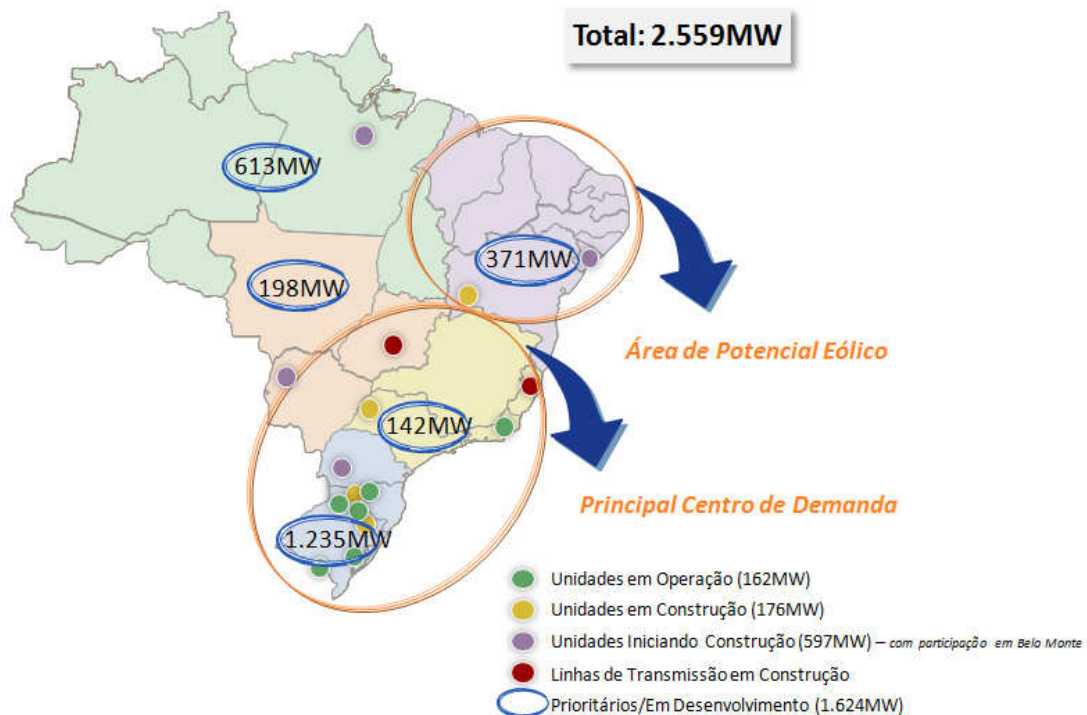 Total: 2.559MW
613MW
371MW
198MW
Área de Potencial Eólico
142MW
Principal Centro de Demanda
1.235MW
Unidades em Operação (162MW)
Unidades em Construção (176MW)
Unidades Iniciando Construção (597MW) – com participação em Belo Monte
Linhas de Transmissão em Construção
Prioritários/Em Desenvolvimento (1.624MW)